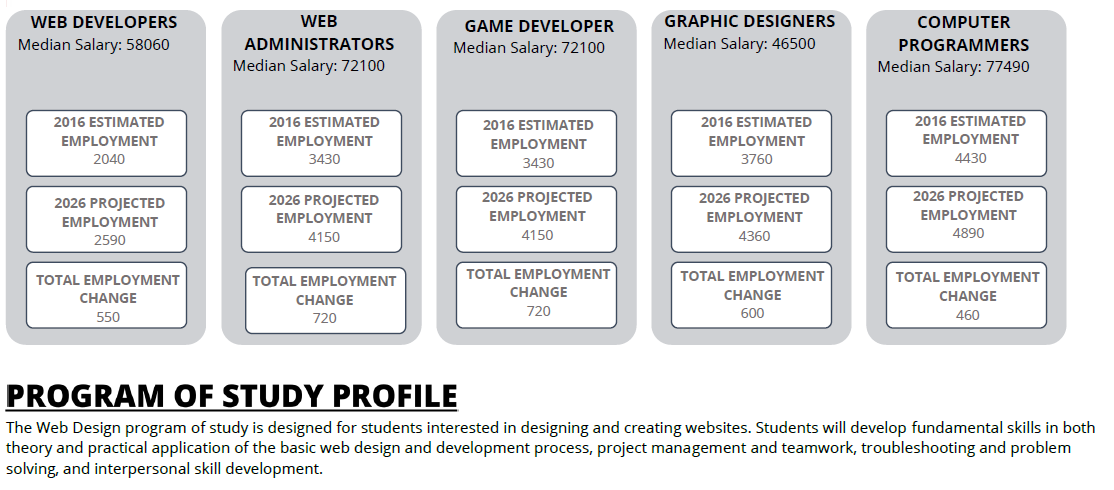 WEB DEVELOPERS
Median Salary: 58060
2016 ESTIMATED
EMPLOYMENT
2040
2026 PROJECTED
EMPLOYMENT
2590
TOTAL EMPLOYMENT
CHANGE
550
WEB
ADMINISTRATORS
Median Salary: 72100
2016 ESTIMATED
EMPLOYMENT
3430
2026 PROJECTED
EMPLOYMENT
4150
TOTAL EMPLOYMENT
CHANGE
720
GAME DEVELOPER
Median Salary: 72100
2016 ESTIMATED
EMPLOYMENT
3430
2026 PROJECTED
EMPLOYMENT
4150
TOTAL EMPLOYMENT
CHANGE
720
GRAPHIC DESIGNERS
Median Salary: 46500
2016 ESTIMATED
EMPLOYMENT
3760
2026 PROJECTED
EMPLOYMENT
4360
TOTAL EMPLOYMENT
CHANGE
600
COMPUTER
PROGRAMMERS
Median Salary: 77490
2016 ESTIMATED
EMPLOYMENT
4430
2026 PROJECTED
EMPLOYMENT
4890
TOTAL EMPLOYMENT
CHANGE
460
PROGRAM OF STUDY PROFILE
The Web Design program of study is designed for students interested in designing and creating websites. Students will develop fundamental skills in both
theory and practical application of the basic web design and development process, project management and teamwork, troubleshooting and problem
solving, and interpersonal skill development.